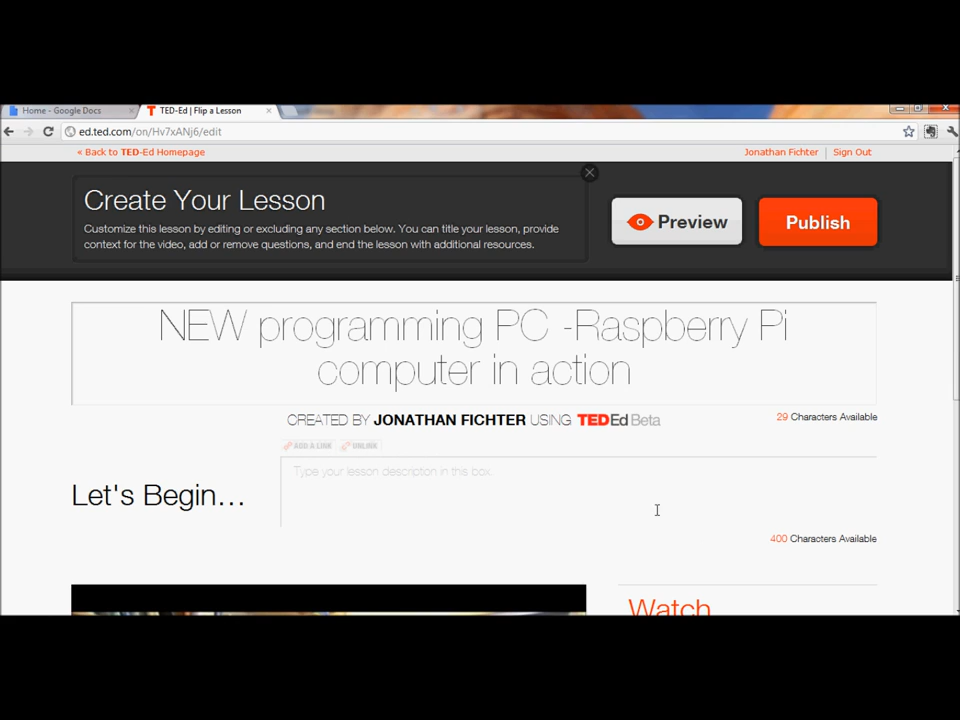 Home - Google Docs
TED-Ed | Flip a Lesson
ed.ted.com/on/Hv7xANj6/edit
« Back to TED-Ed Homepage
Jonathan Fichter | Sign Out
Create Your Lesson
Customize this lesson by editing or excluding any section below. You can title your lesson, provide
context for the video, add or remove questions, and end the lesson with additional resources.
Preview
Publish
NEW programming PC -Raspberry Pi
computer in action
CREATED BY JONATHAN FICHTER USING TEDEd Beta
29 Characters Available
ADD A LINK
UNLINK
Type your lesson description in this box.
Let's Begin...
400 Characters Available
Watch